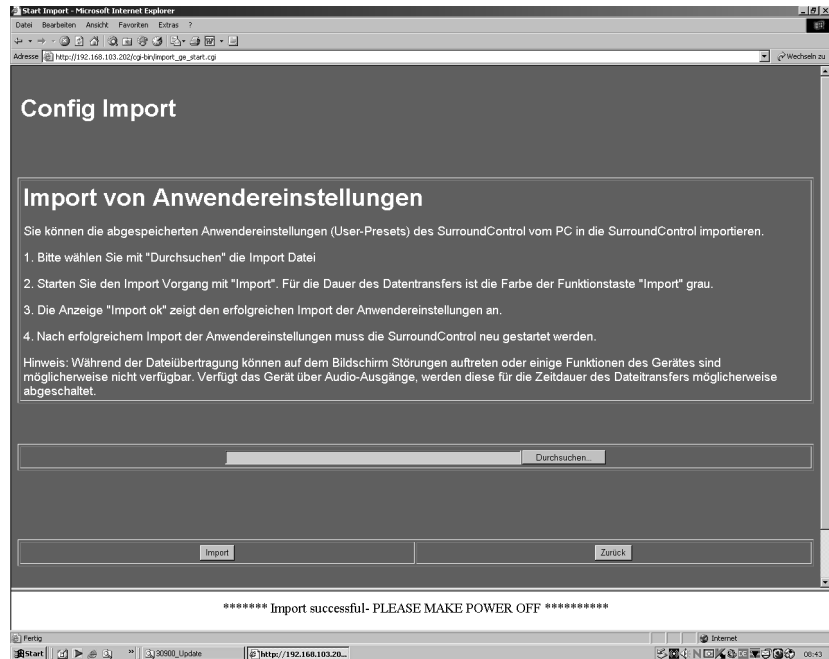 Start Import - Microsoft Internet Explorer
Datei Bearbeiten Ansicht Favoriten Extras ?
Adresse http://192.168.103.202/cgi-bin/import_ge_start.cgi Wechseln zu
Config Import
Import von Anwendereinstellungen
Sie können die abgespeicherten Anwendereinstellungen (User-Presets) des SurroundControl vom PC in die SurroundControl importieren.
1. Bitte wählen Sie mit "Durchsuchen" die Import Datei
2. Starten Sie den Import Vorgang mit "Import". Für die Dauer des Datentransfers ist die Farbe der Funktionstaste "Import" grau.
3. Die Anzeige "Import ok" zeigt den erfolgreichen Import der Anwendereinstellungen an.
4. Nach erfolgreichem Import der Anwendereinstellungen muss die SurroundControl neu gestartet werden.
Hinweis: Während der Dateiübertragung können auf dem Bildschirm Störungen auftreten oder einige Funktionen des Gerätes sind
möglicherweise nicht verfügbar. Verfügt das Gerät über Audio-Ausgänge, werden diese für die Zeitdauer des Dateitransfers möglicherweise
abgeschaltet.
Durchsuchen...
Import Zurück
******* Import successful- PLEASE MAKE POWER OFF **********
Fertig Internet
Start » 30900_Update http://192.168.103.20... 08:43